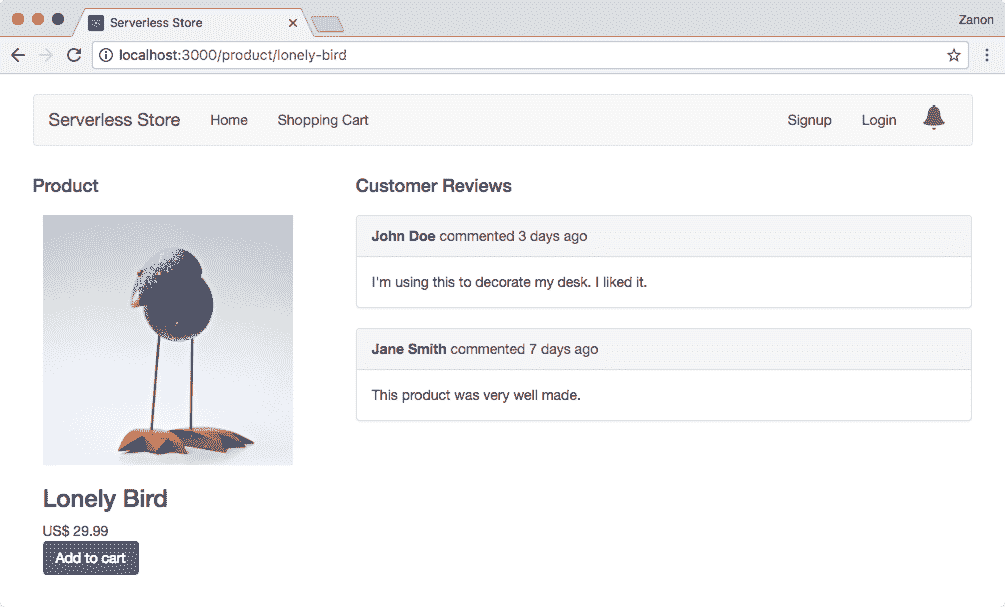 Serverless Store
Zanon
localhost:3000/product/lonely-bird
Serverless Store Home Shopping Cart Signup Login
Product
Customer Reviews
John Doe commented 3 days ago
I'm using this to decorate my desk. I liked it.
Jane Smith commented 7 days ago
This product was very well made.
Lonely Bird
US$ 29.99
Add to cart